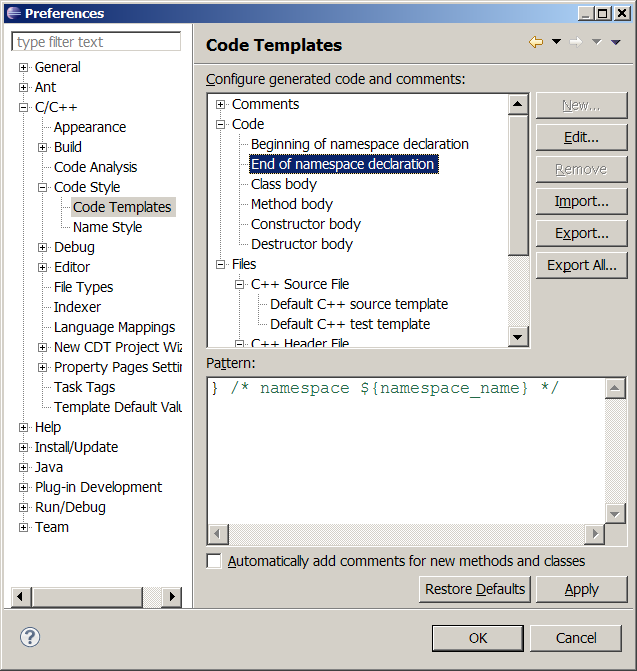 Preferences
type filter text
General
Ant
C/C++
Appearance
Build
Code Analysis
Code Style
Code Templates
Name Style
Debug
Editor
File Types
Indexer
Language Mappings
New CDT Project Wiz
Property Pages Settin
Task Tags
Template Default Valu
Help
Install/Update
Java
Plug-in Development
Run/Debug
Team
Code Templates
Configure generated code and comments:
Comments
Code
Beginning of namespace declaration
End of namespace declaration
Class body
Method body
Constructor body
Destructor body
Files
C++ Source File
Default C++ source template
Default C++ test template
C++ Header File
New...
Edit...
Remove
Import...
Export...
Export All...
Pattern:
} /* namespace ${namespace_name} */
Automatically add comments for new methods and classes
Restore Defaults
Apply
?
OK
Cancel